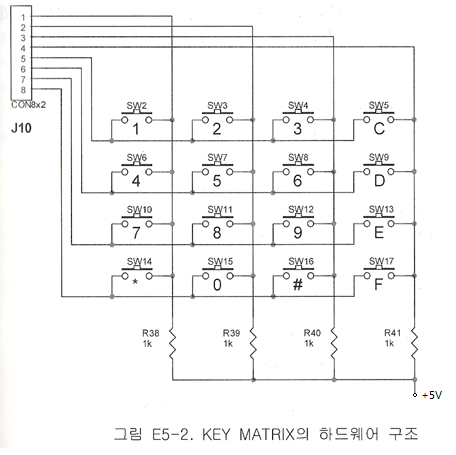 1
2
3
4
5
6
7
8
CON8x2
J10
SW2 SW3 SW4 SW5
1 2 3 C
SW6 SW7 SW8 SW9
4 5 6 D
SW10 SW11 SW12 SW13
7 8 9 E
SW14 SW15 SW16 SW17
* 0 # F
R38 R39 R40 R41
1k 1k 1k 1k
+5V
그림 E5-2. KEY MATRIX의 하드웨어 구조